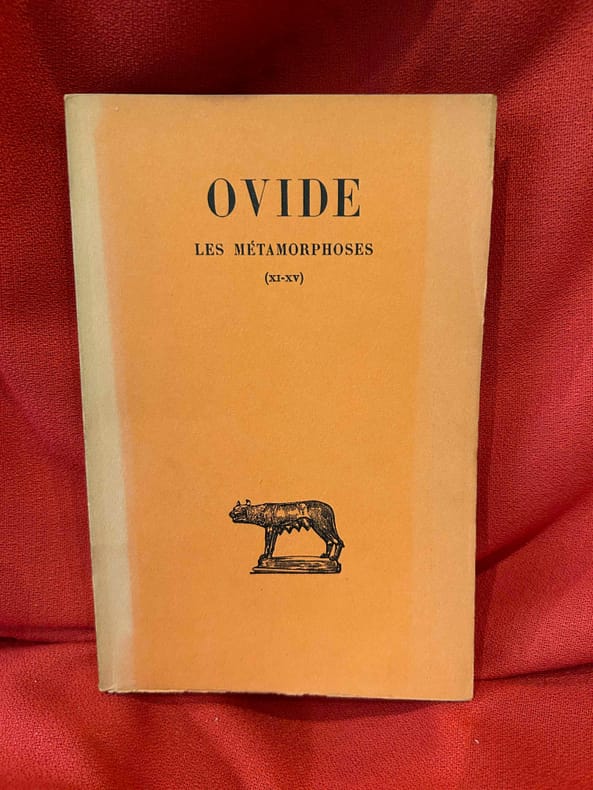 OVIDE
LES MÉTAMORPHOSES
(XI-XV)